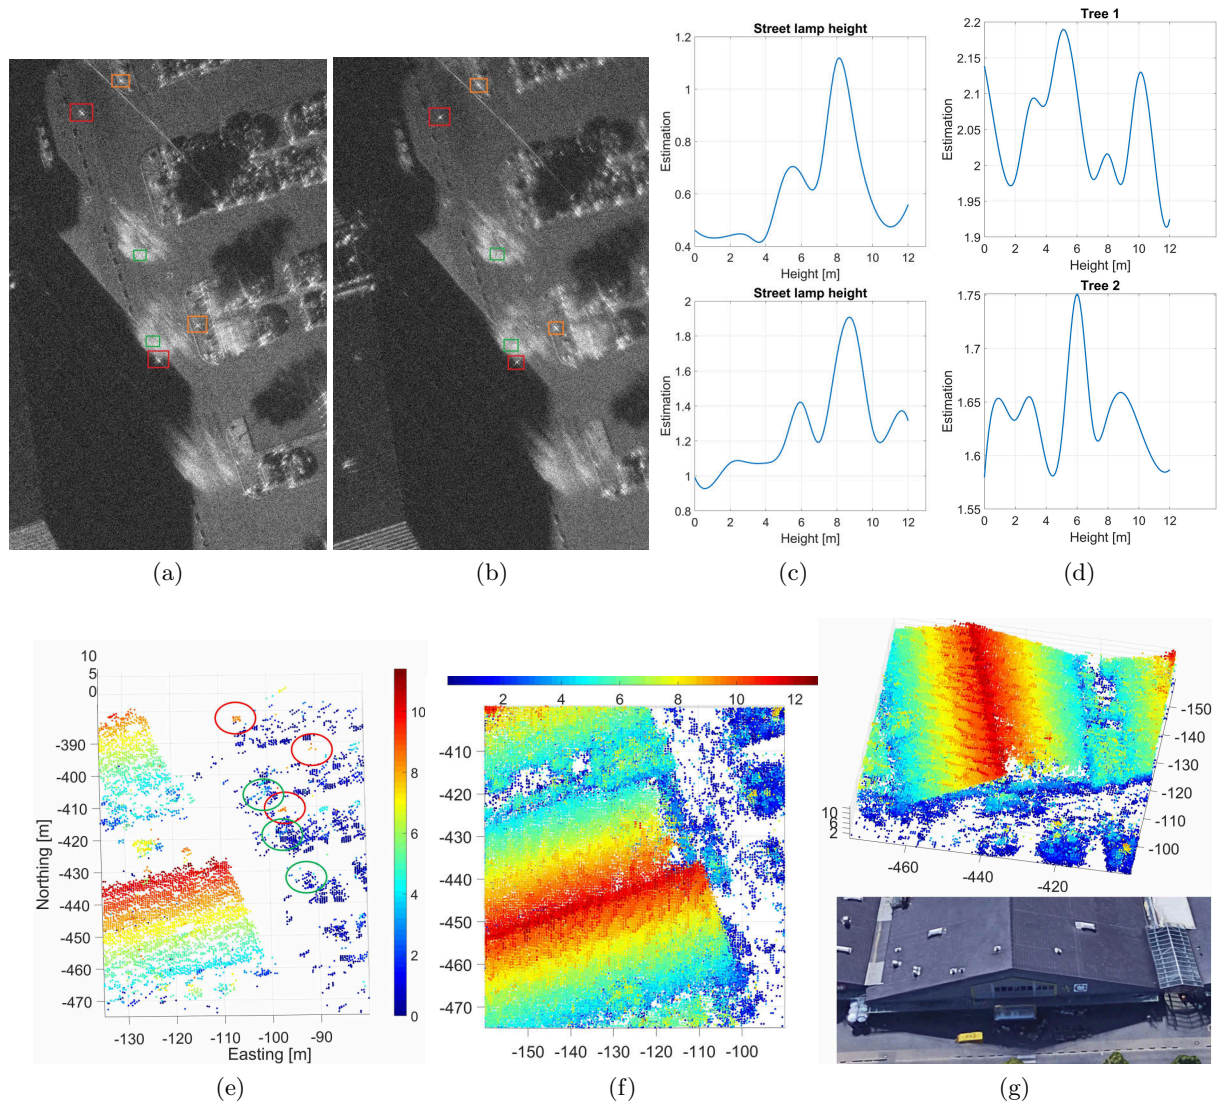 Street lamp height
1.2
1
0.8
0.6
0.4
Estimation
0 2 4 6 8 10 12
Height [m]
Tree 1
2.2
2.15
2.1
2.05
2
1.95
1.9
Estimation
0 2 4 6 8 10 12
Height [m]
Street lamp height
2
1.8
1.6
1.4
1.2
1
0.8
Estimation
0 2 4 6 8 10 12
Height [m]
Tree 2
1.75
1.7
1.65
1.6
1.55
Estimation
0 2 4 6 8 10 12
Height [m]
(a)
(b)
(c)
(d)
10
5
0
-390
-400
-410
-420
-430
-440
-450
-460
-470
Northing [m]
-130 -120 -110 -100 -90
Easting [m]
10
8
6
4
2
0
2 4 6 8 10 12
-410
-420
-430
-440
-450
-460
-470
-150 -140 -130 -120 -110 -100
-150
-140
-130
-120
-110
-100
10
6
2
-460
-440
-420
(e)
(f)
(g)